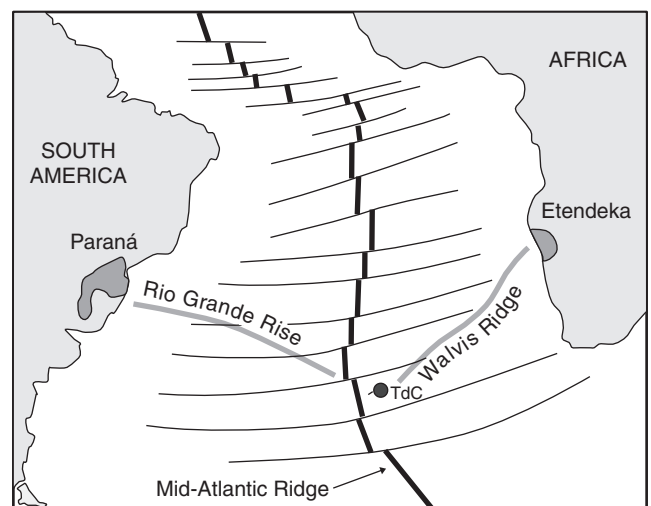 AFRICA
SOUTH
AMERICA
Etendeka
Paraná
Rio Grande Rise
Walvis Ridge
TdC
Mid-Atlantic Ridge